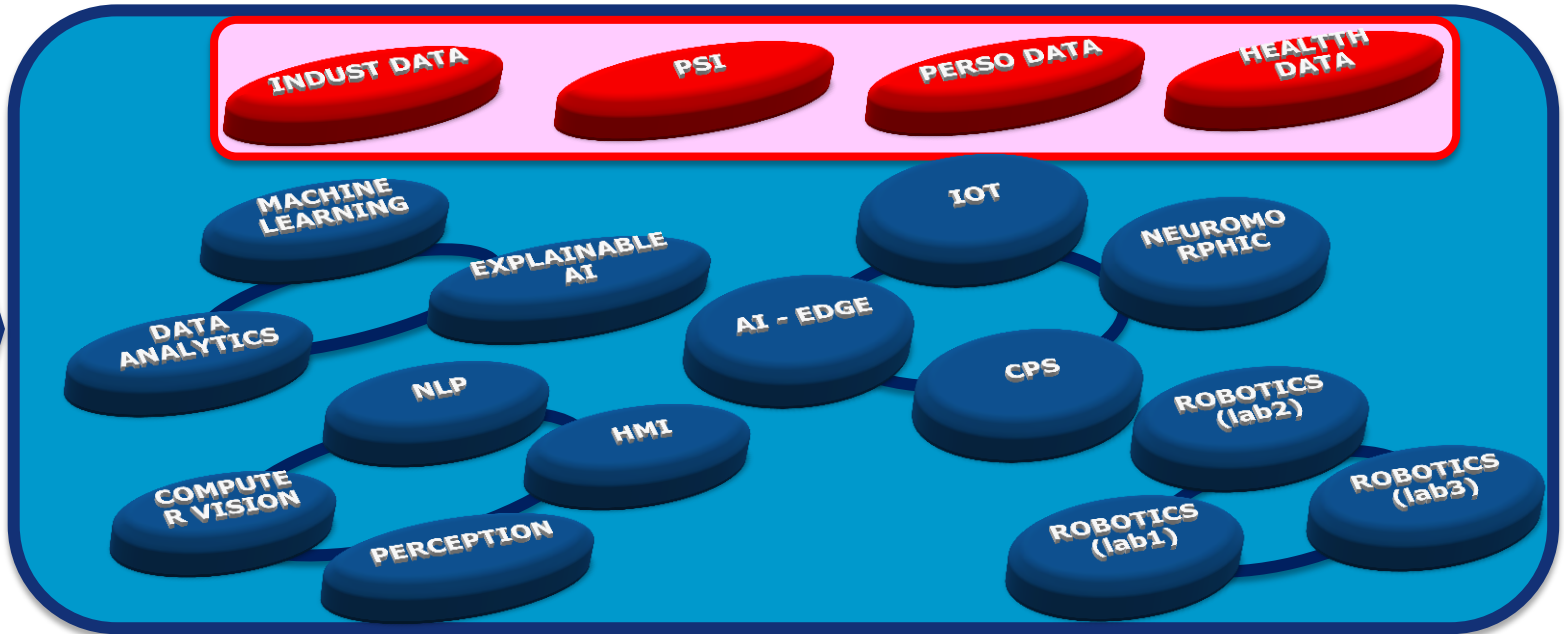 INDUST DATA
PSI
PERSO DATA
HEALTTH
DATA
MACHINE
LEARNING
EXPLAINABLE
AI
DATA
ANALYTICS
IOT
NEUROMO
RPHIC
AI - EDGE
CPS
NLP
HMI
COMPUTE
R VISION
PERCEPTION
ROBOTICS
(lab2)
ROBOTICS
(lab3)
ROBOTICS
(lab1)